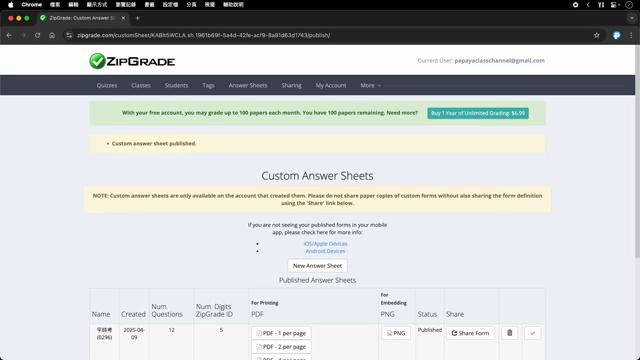 Chrome 檔案 編輯 顯示方式 瀏覽記錄 書籤 設定檔 分頁 視窗 輔助說明
ZipGrade: Custom Answer S
zipgrade.com/customSheet/KABlt5WCLA.sh.1961b69f-5a4d-42fe-acf9-8a81d63d1743/publish/
ZIPGRADE
Current User: papayaclasschannel@gmail.com
Quizzes Classes Students Tags Answer Sheets Sharing My Account More
With your free account, you may grade up to 100 papers each month. You have 100 papers remaining. Need more? Buy 1 Year of Unlimited Grading: $6.99
• Custom answer sheet published.
Custom Answer Sheets
NOTE: Custom answer sheets are only available on the account that created them. Please do not share paper copies of custom forms without also sharing the form definition
using the 'Share' link below.
If you are not seeing your published forms in your mobile
app, please check here for more info:
• iOS/Apple Devices
• Android Devices
New Answer Sheet
Published Answer Sheets
Name Created Num. Questions Num. Digits ZipGrade ID For Printing PDF For Embedding PNG Status Share
平時考 (0296) 2025-04-09 12 5 PDF - 1 per page PNG Published Share Form
PDF - 2 per page